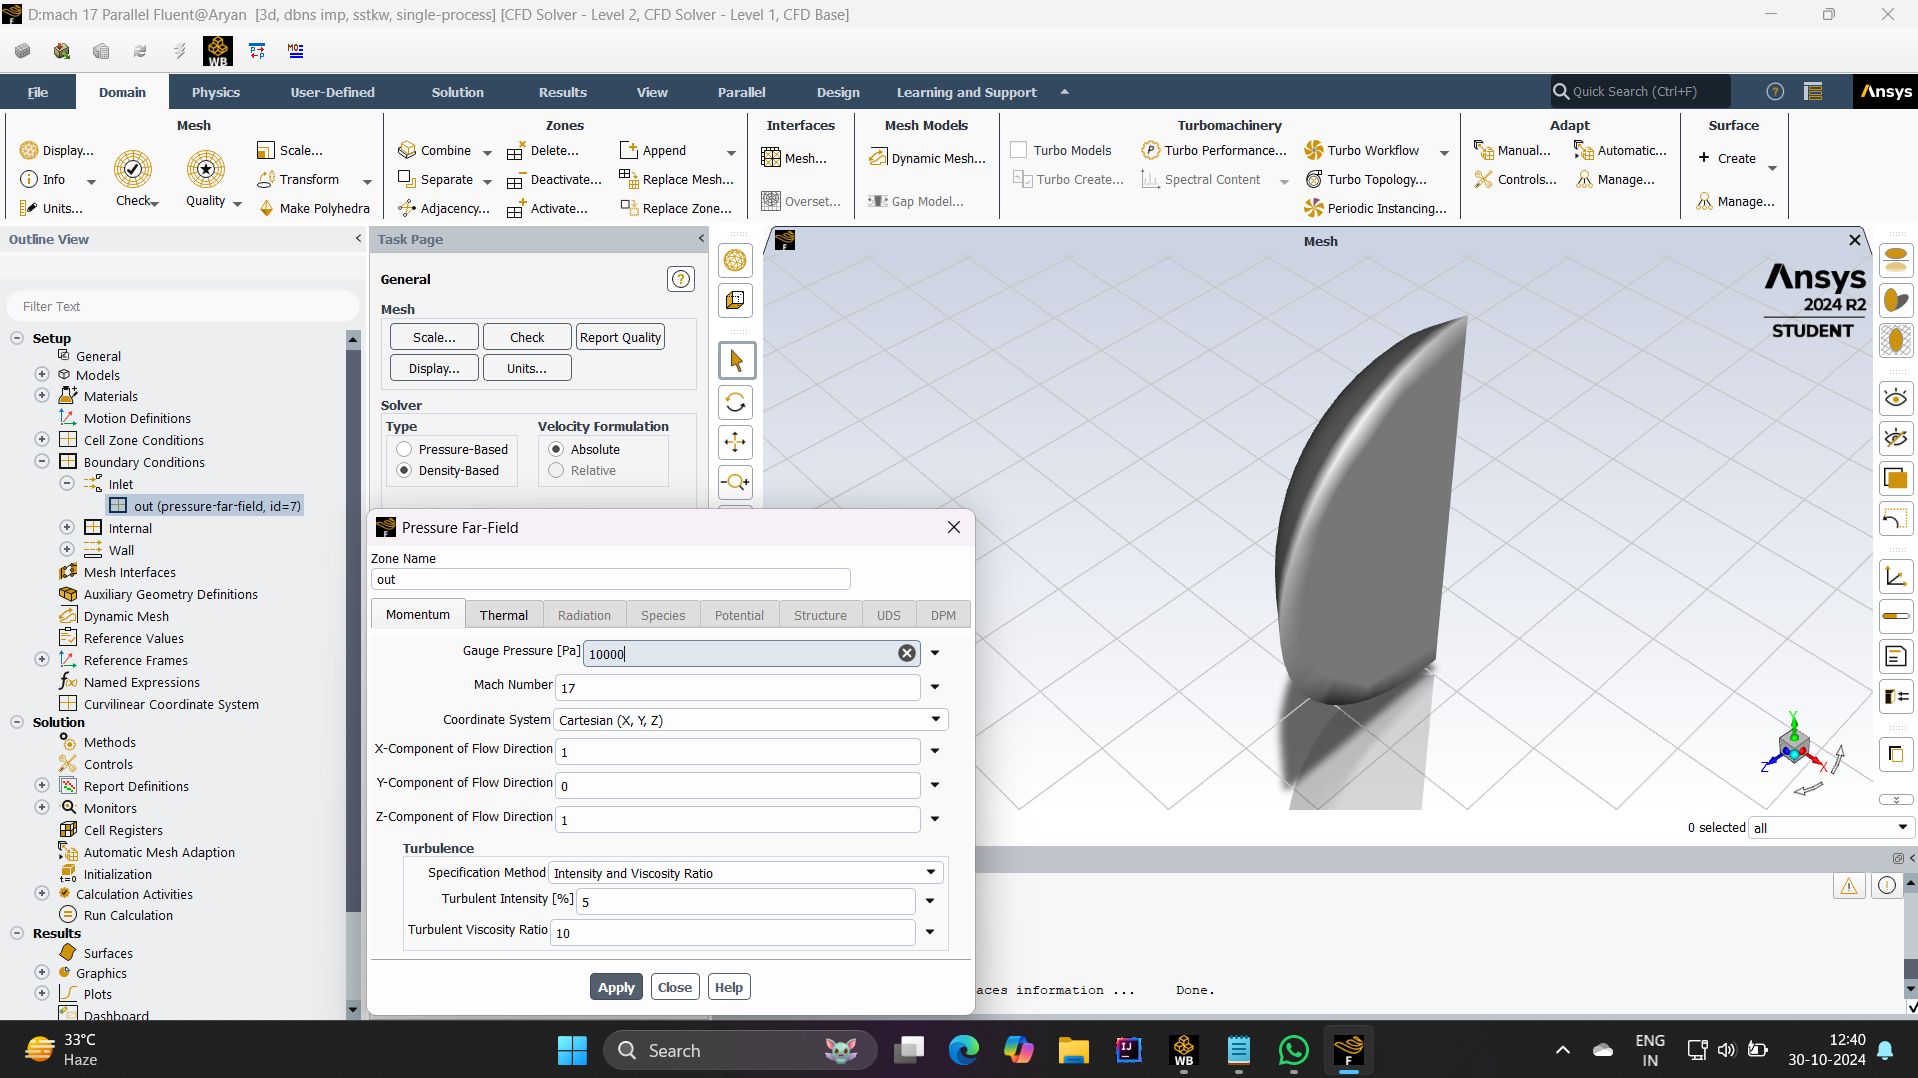 D:mach 17 Parallel Fluent@Aryan [3d, dbns imp, sstkw, single-process] [CFD Solver - Level 2, CFD Solver - Level 1, CFD Base]
WB
File Domain Physics User-Defined Solution Results View Parallel Design Learning and Support Quick Search (Ctrl+F) Ansys
Mesh Zones Interfaces Mesh Models Turbomachinery Adapt Surface
Display... Scale... Combine Delete... Append Mesh... Dynamic Mesh... Turbo Models Turbo Performance... Turbo Workflow Manual... Automatic... Create
Info Transform Separate Deactivate... Replace Mesh... Turbo Create... Spectral Content Turbo Topology... Controls... Manage...
Check Quality
Units... Make Polyhedra Adjacency... Activate... Replace Zone... Overset... Gap Model... Periodic Instancing... Manage...
Outline View
Filter Text
Setup
General
Models
Materials
Motion Definitions
Cell Zone Conditions
Boundary Conditions
Inlet
out (pressure-far-field, id=7)
Internal
Wall
Mesh Interfaces
Auxiliary Geometry Definitions
Dynamic Mesh
Reference Values
Reference Frames
Named Expressions
Curvilinear Coordinate System
Solution
Methods
Controls
Report Definitions
Monitors
Cell Registers
Automatic Mesh Adaption
Initialization
Calculation Activities
Run Calculation
Results
Surfaces
Graphics
Plots
Dashboard
Task Page
General
Mesh
Scale... Check Report Quality
Display... Units...
Solver
Type Velocity Formulation
Pressure-Based Absolute
Density-Based Relative
Mesh
Ansys
2024 R2
STUDENT
Y
Z
X
0 selected all
Pressure Far-Field
Zone Name
out
Momentum Thermal Radiation Species Potential Structure UDS DPM
Gauge Pressure [Pa] 10000
Mach Number 17
Coordinate System Cartesian (X, Y, Z)
X-Component of Flow Direction 1
Y-Component of Flow Direction 0
Z-Component of Flow Direction 1
Turbulence
Specification Method Intensity and Viscosity Ratio
Turbulent Intensity [%] 5
Turbulent Viscosity Ratio 10
Apply Close Help
aces information ... Done.
33°C
Haze
Search
WB
ENG
IN
12:40
30-10-2024